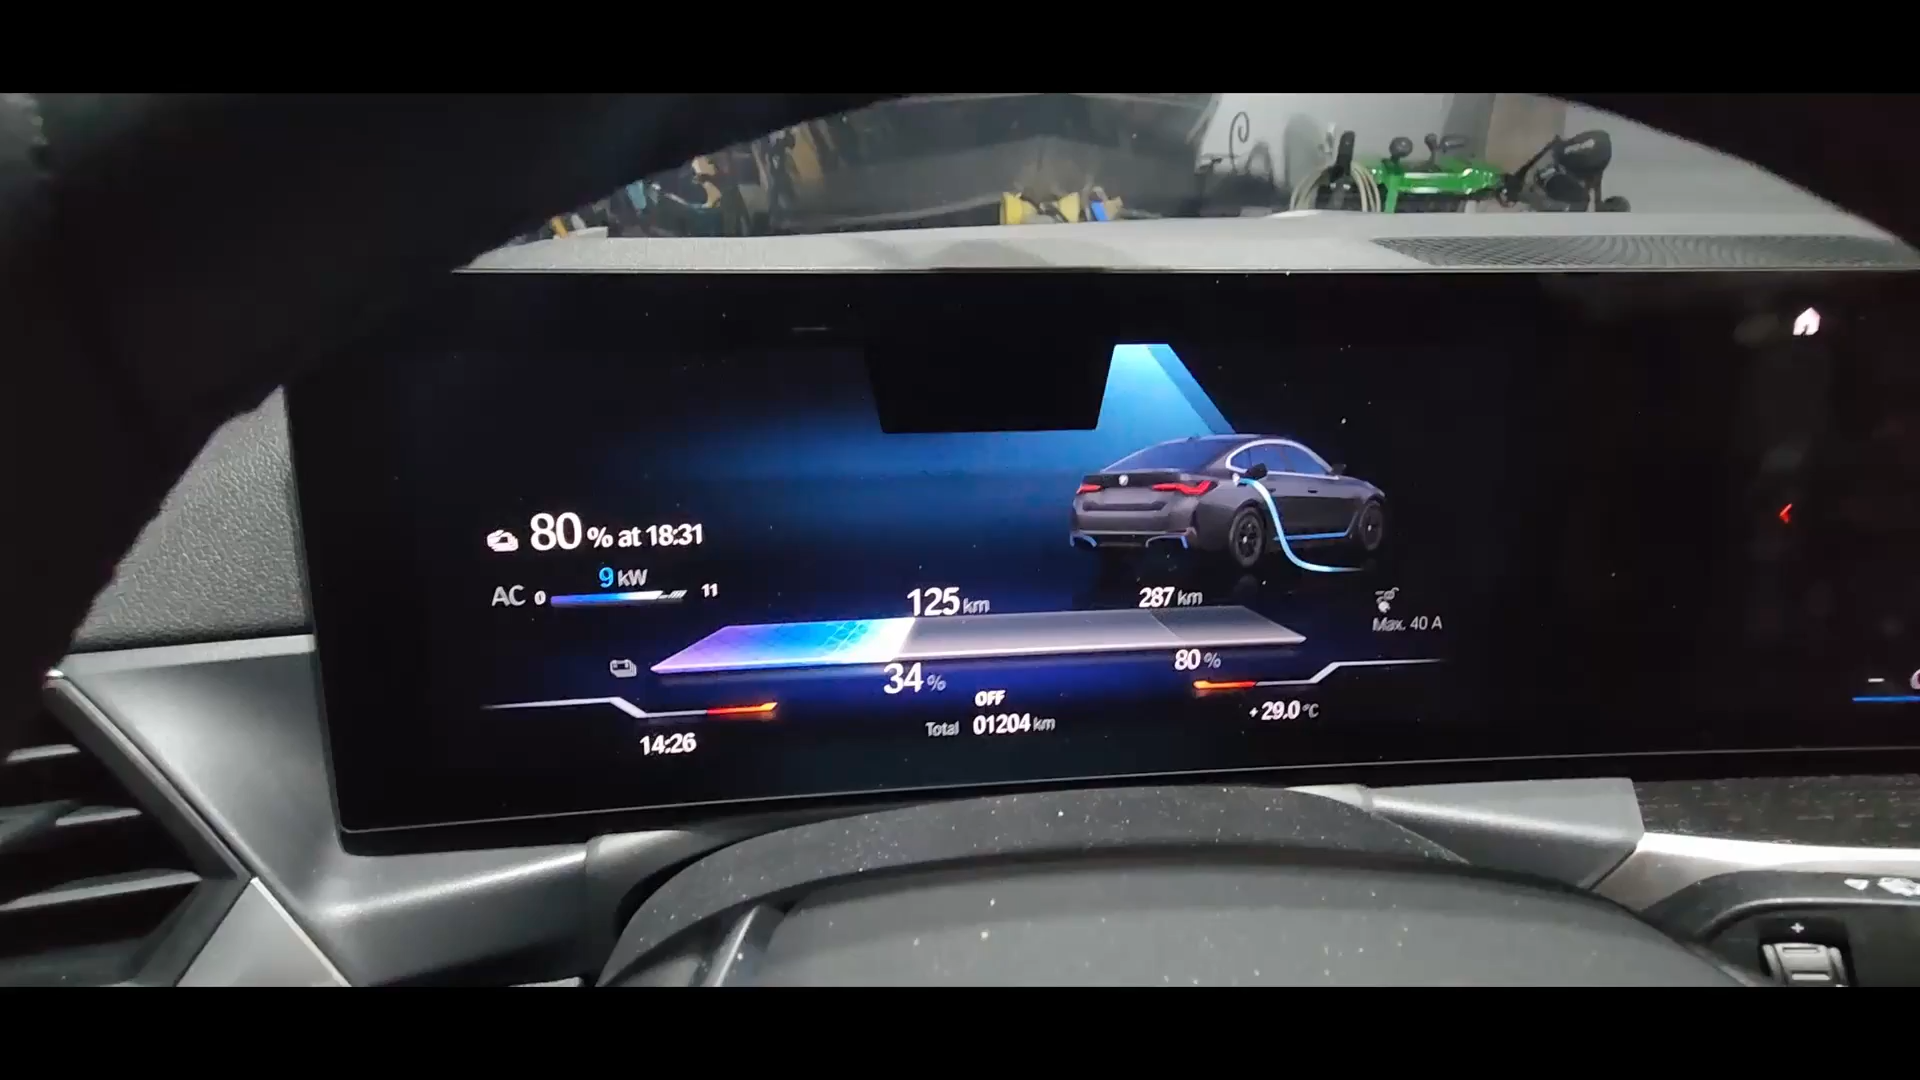 80 % at 18:31
9 kW
AC 0 11
125 km
287 km
Max. 40 A
34 %
80 %
OFF
Total 01204 km
+29.0 °C
14:26
+